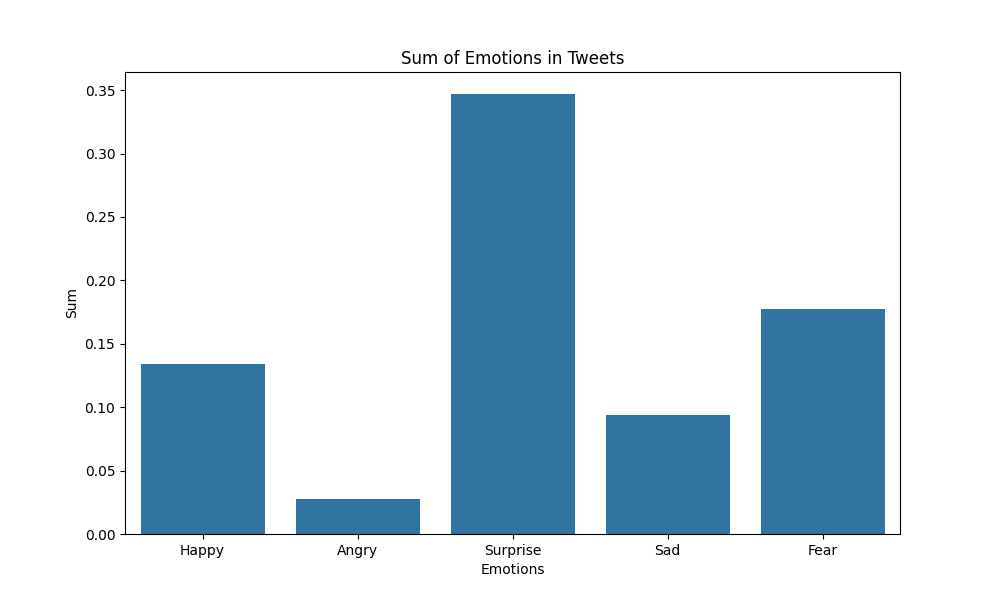 Sum of Emotions in Tweets
Sum
0.35
0.30
0.25
0.20
0.15
0.10
0.05
0.00
Happy Angry Surprise Sad Fear
Emotions